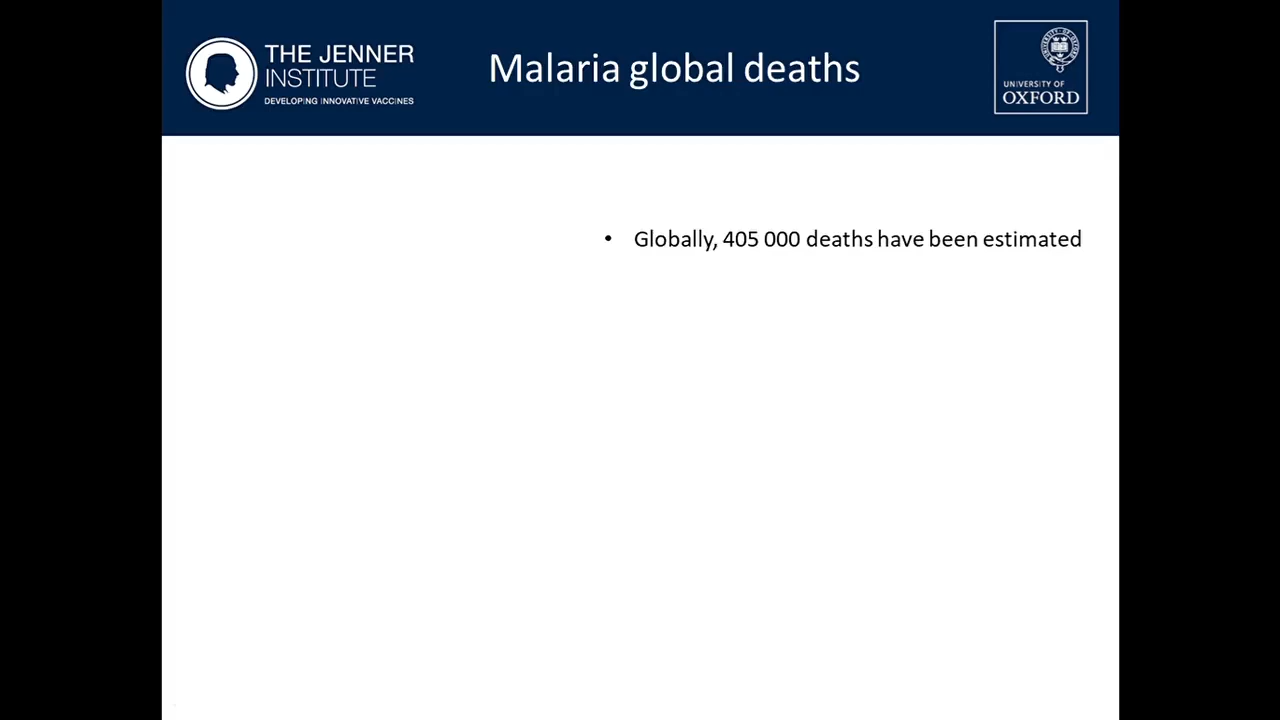 THE JENNER
INSTITUTE
DEVELOPING INNOVATIVE VACCINES
Malaria global deaths
UNIVERSITY OF
OXFORD
• Globally, 405 000 deaths have been estimated